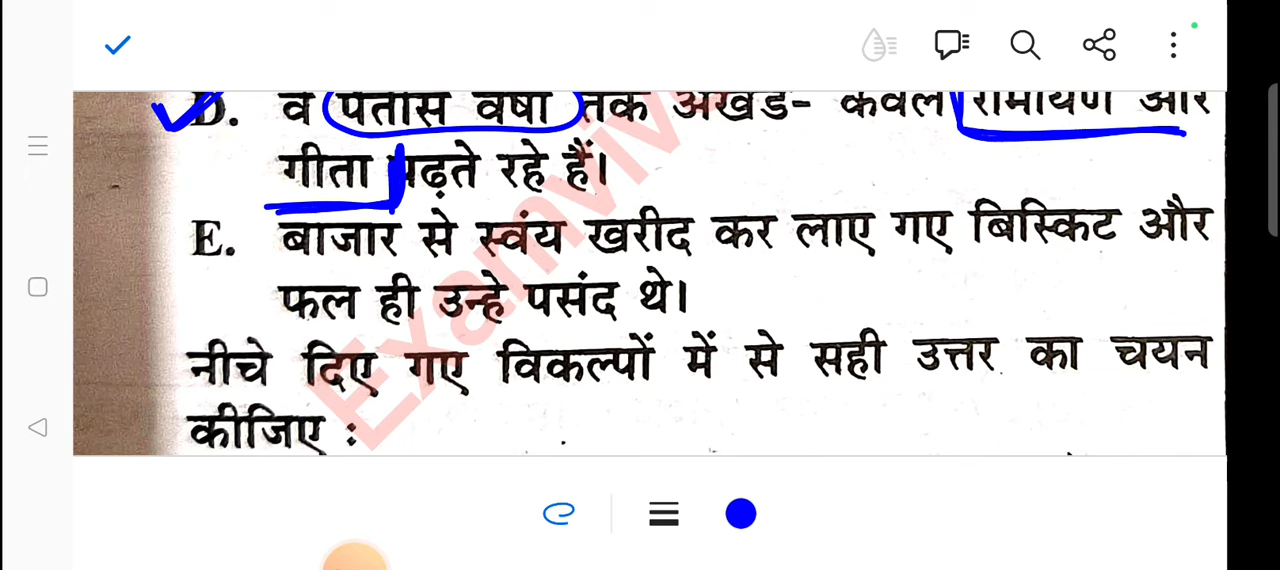 D. वे पैंतीस वर्षों तक अखंड- केवल रामायण और
गीता पढ़ते रहे हैं।
E. बाजार से स्वंय खरीद कर लाए गए बिस्किट और
फल ही उन्हे पसंद थे।
नीचे दिए गए विकल्पों में से सही उत्तर का चयन
कीजिए :